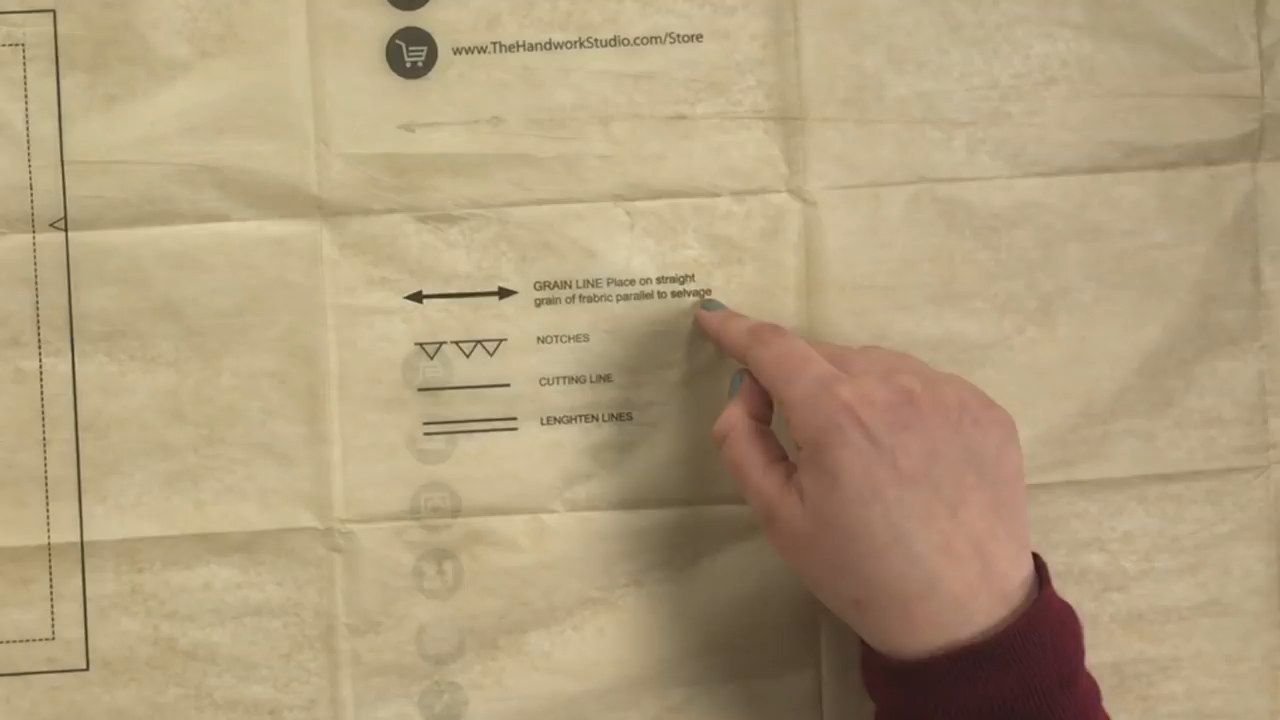 www.TheHandworkStudio.com/Store
GRAIN LINE Place on straight
grain of frabric parallel to selvage
NOTCHES
CUTTING LINE
LENGHTEN LINES